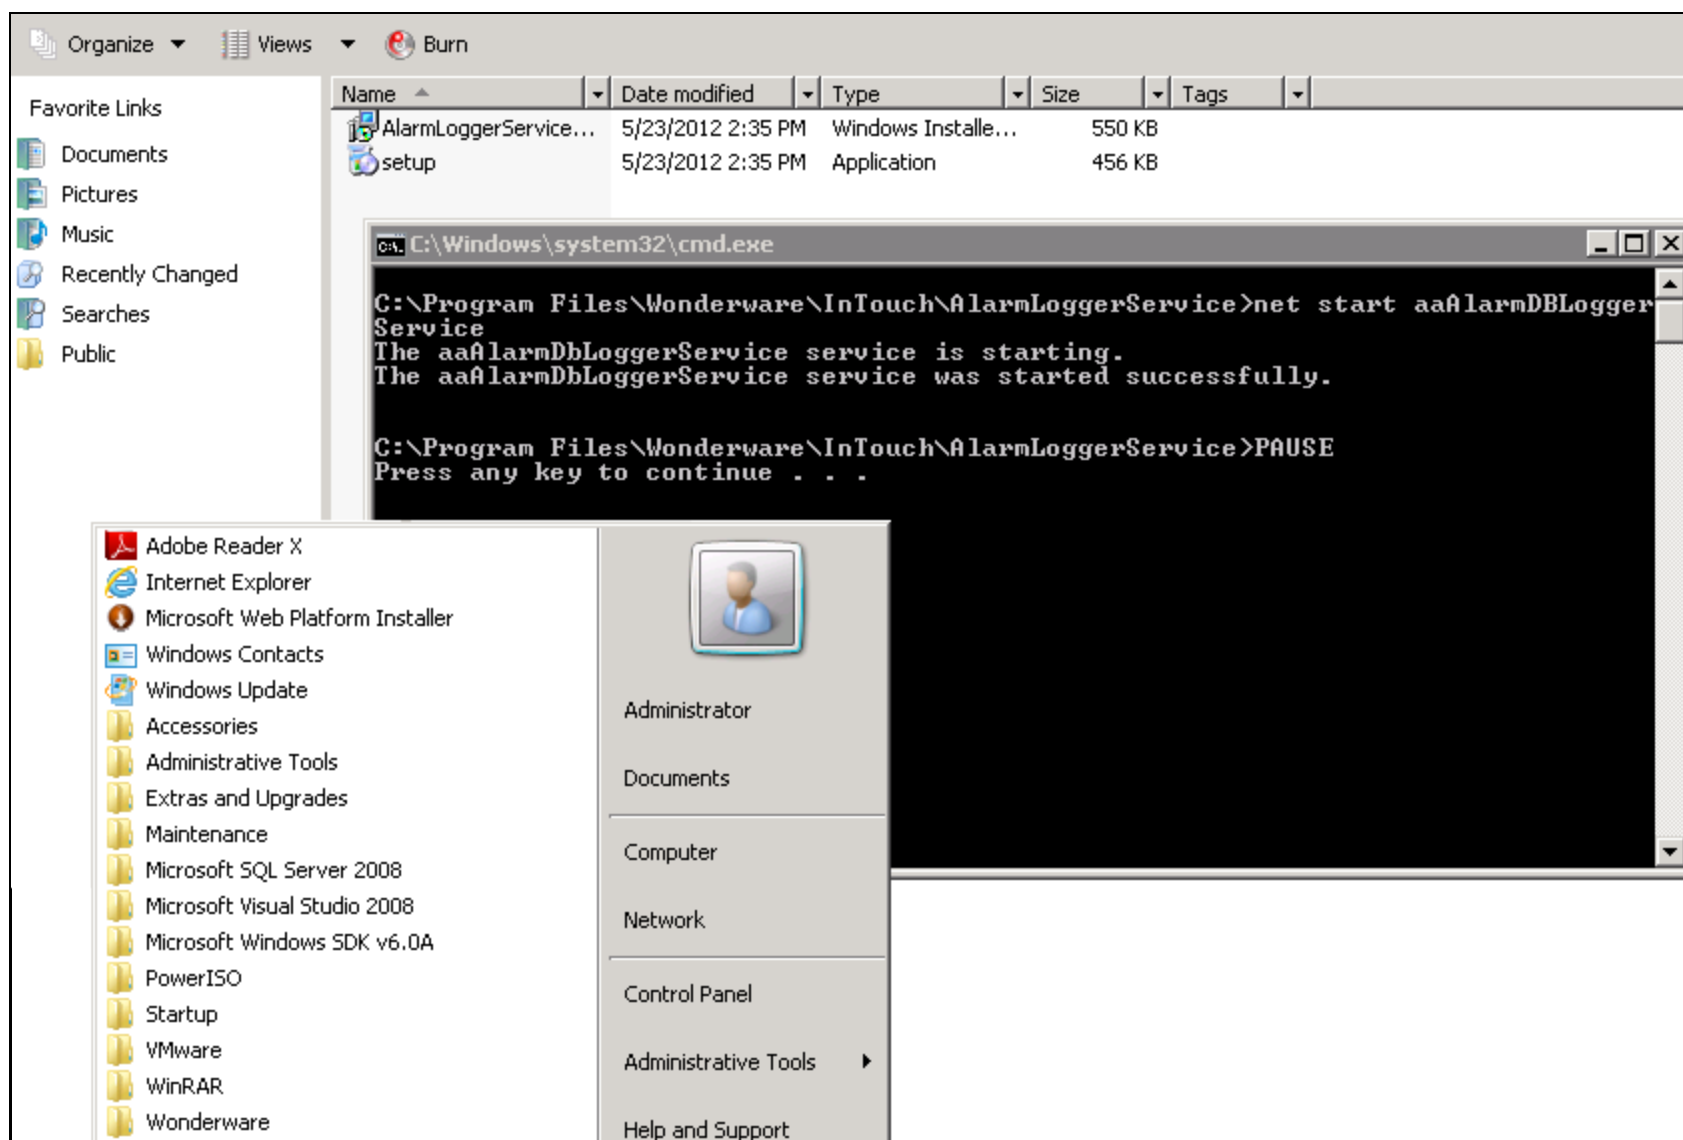 Organize Views Burn
Favorite Links
Documents
Pictures
Music
Recently Changed
Searches
Public
Name Date modified Type Size Tags
AlarmLoggerService... 5/23/2012 2:35 PM Windows Installe... 550 KB
setup 5/23/2012 2:35 PM Application 456 KB
C:\Windows\system32\cmd.exe
C:\Program Files\Wonderware\InTouch\AlarmLoggerService>net start aaAlarmDBLogger
Service
The aaAlarmDbLoggerService service is starting.
The aaAlarmDbLoggerService service was started successfully.
C:\Program Files\Wonderware\InTouch\AlarmLoggerService>PAUSE
Press any key to continue . . .
Adobe Reader X
Internet Explorer
Microsoft Web Platform Installer
Windows Contacts
Windows Update
Accessories
Administrative Tools
Extras and Upgrades
Maintenance
Microsoft SQL Server 2008
Microsoft Visual Studio 2008
Microsoft Windows SDK v6.0A
PowerISO
Startup
VMware
WinRAR
Wonderware
Administrator
Documents
Computer
Network
Control Panel
Administrative Tools
Help and Support